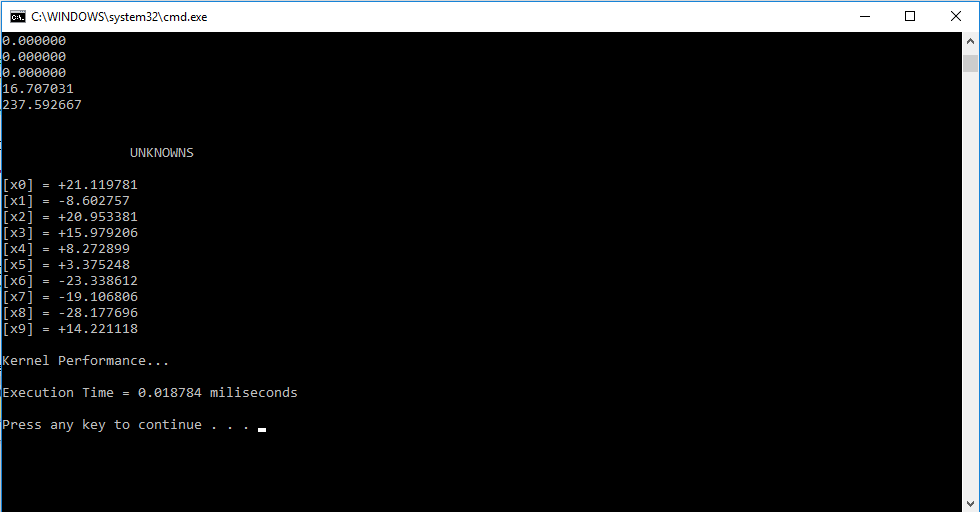 C:\WINDOWS\system32\cmd.exe
0.000000
0.000000
0.000000
16.707031
237.592667
UNKNOWNS
[x0] = +21.119781
[x1] = -8.602757
[x2] = +20.953381
[x3] = +15.979206
[x4] = +8.272899
[x5] = +3.375248
[x6] = -23.338612
[x7] = -19.106806
[x8] = -28.177696
[x9] = +14.221118
Kernel Performance...
Execution Time = 0.018784 miliseconds
Press any key to continue . . .